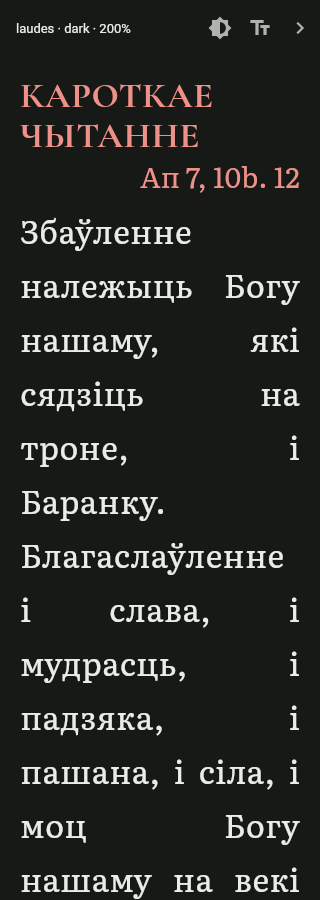 laudes · dark · 200%
КАРОТКАЕ
ЧЫТАННЕ
Ап 7, 10b. 12
Збаўленне
належыць Богу
нашаму, які
сядзіць на
троне, і
Баранку.
Благаслаўленне
і слава, і
мудрасць, і
падзяка, і
пашана, і сіла, і
моц Богу
нашаму на векі